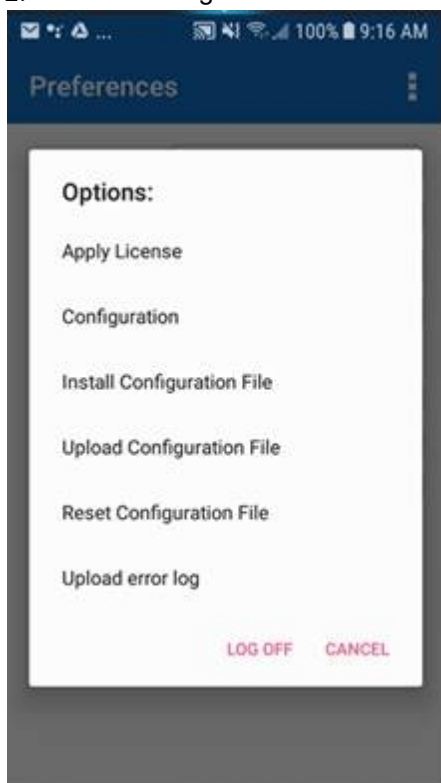 ... 100% 9:16 AM
Preferences
Options:
Apply License
Configuration
Install Configuration File
Upload Configuration File
Reset Configuration File
Upload error log
LOG OFF CANCEL